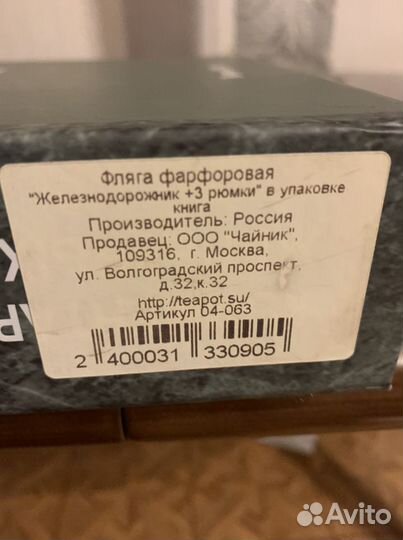 Фляга фарфоровая
"Железнодорожник +3 рюмки" в упаковке
книга
Производитель: Россия
Продавец: ООО "Чайник",
109316, г. Москва,
ул. Волгоградский проспект,
д.32,к.32
http://teapot.su/
Артикул 04-063
2 400031 330905
Avito